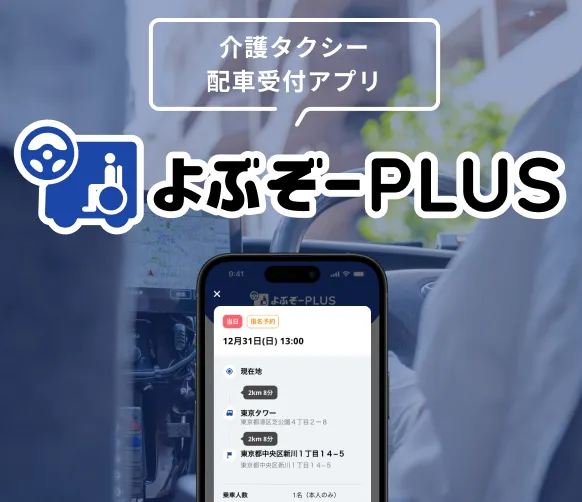 介護タクシー
配車受付アプリ
よぶぞーPLUS
9:41
よぶぞーPLUS
×
当日 指名予約
12月31日(日) 13:00
現在地
2km 8分
東京タワー
東京都港区芝公園4丁目2−8
2km 8分
東京都中央区新川1丁目14−5
東京都中央区新川1丁目14−5
乗車人数 1名（本人のみ）